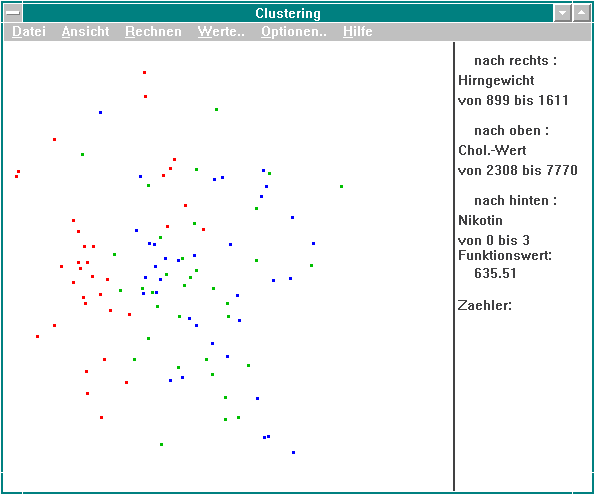 Clustering
Datei Ansicht Rechnen Werte.. Optionen.. Hilfe
nach rechts :
Hirngewicht
von 899 bis 1611
nach oben :
Chol.-Wert
von 2308 bis 7770
nach hinten :
Nikotin
von 0 bis 3
Funktionswert:
635.51
Zaehler: